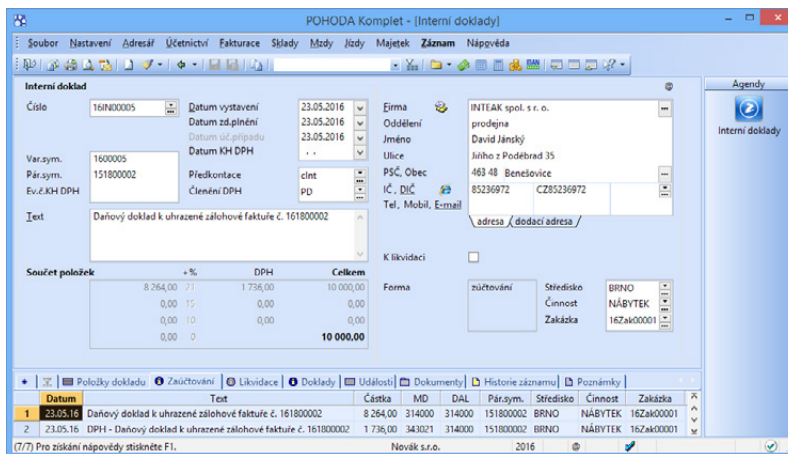 POHODA Komplet - [Interní doklady]
Soubor Nastavení Adresář Účetnictví Fakturace Sklady Mzdy Jízdy Majetek Záznam Nápověda
Interní doklad
Agendy
Číslo 16IN00005 Datum vystavení 23.05.2016 Firma INTEAK spol. s r. o.
Datum zd.plnění 23.05.2016 Oddělení prodejna
Datum úč.případu 23.05.2016 Jméno David Jánský
Var.sym. 1600005 Datum KH DPH . . Ulice Jiřího z Poděbrad 35
Pár.sym. 151800002 Předkontace cInt PSČ, Obec 463 48 Benešovice
Ev.č.KH DPH Členění DPH PD IČ, DIČ 85236972 CZ85236972
Tel, Mobil, E-mail
Interní doklady
Text Daňový doklad k uhrazené zálohové faktuře č. 161800002
adresa dodací adresa
K likvidaci
Součet položek + % DPH Celkem
8 264,00 21 1 736,00 10 000,00
0,00 15 0,00 0,00
0,00 10 0,00 0,00
0,00 0 10 000,00
Forma zúčtování Středisko BRNO
Činnost NÁBYTEK
Zakázka 16Zak00001
Položky dokladu Zaúčtování Likvidace Doklady Události Dokumenty Historie záznamu Poznámky
Datum Text Částka MD DAL Pár.sym. Středisko Činnost Zakázka
1 23.05.16 Daňový doklad k uhrazené zálohové faktuře č. 161800002 8 264,00 314000 314000 151800002 BRNO NÁBYTEK 16Zak00001
2 23.05.16 DPH - Daňový doklad k uhrazené zálohové faktuře č. 161800002 1 736,00 343021 314000 151800002 BRNO NÁBYTEK 16Zak00001
(7/7) Pro získání nápovědy stiskněte F1. Novák s.r.o. 2016 @